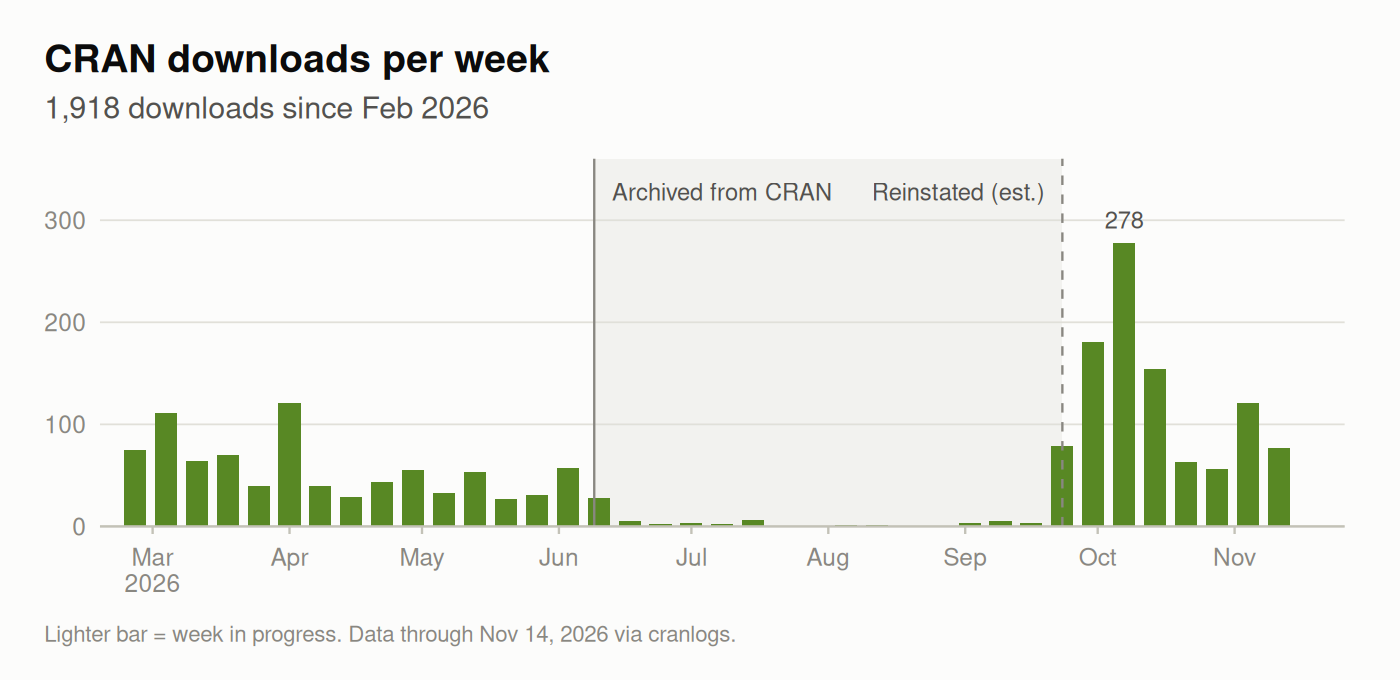 CRAN downloads per week
1,918 downloads since Feb 2026
Archived from CRAN Reinstated (est.)
278
300
200
100
0
Mar Apr May Jun Jul Aug Sep Oct Nov
2026
Lighter bar = week in progress. Data through Nov 14, 2026 via cranlogs.